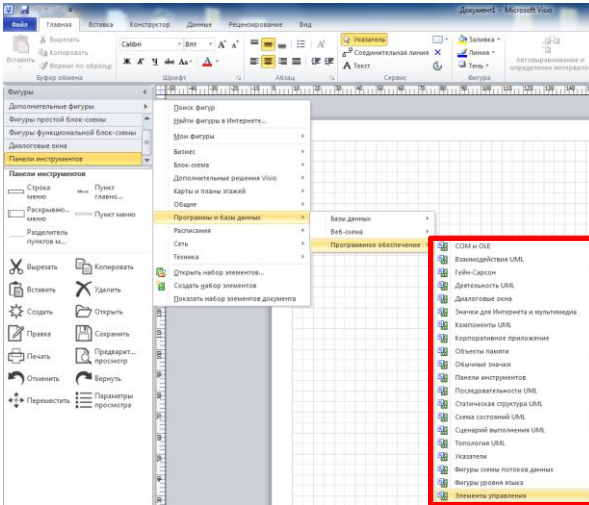 Документ1 - Microsoft Visio
Файл Главная Вставка Конструктор Данные Рецензирование Вид
Вырезать
Копировать
Вставить
Формат по образцу
Буфер обмена
Calibri 8пт
Ж К Ч abc Aa A
Шрифт
Абзац
Указатель
Соединительная линия
A Текст
Сервис
Заливка
Линия
Тень
Автовыравнивание и
определение интервало
Фигура
Фигуры
Дополнительные фигуры
Фигуры простой блок-схемы
Фигуры функциональной блок-схемы
Диалоговые окна
Панели инструментов
Панели инструментов
Строка меню
Пункт главно...
Раскрываю... меню
Пункт меню
Разделитель пунктов м...
Вырезать
Копировать
Вставить
Удалить
Создать
Открыть
Правка
Сохранить
Печать
Предварит... просмотр
Отменить
Вернуть
Переместить
Параметры просмотра
Поиск фигур
Найти фигуры в Интернете...
Мои фигуры
Бизнес
Блок-схема
Дополнительные решения Visio
Карты и планы этажей
Общие
Программы и базы данных
Расписания
Сеть
Техника
Открыть набор элементов...
Создать набор элементов
Показать набор элементов документа
Базы данных
Веб-схема
Программное обеспечение
COM и OLE
Взаимодействия UML
Гейн-Сарсон
Деятельность UML
Диалоговые окна
Значки для Интернета и мультимедиа
Компоненты UML
Корпоративное приложение
Объекты памяти
Обычные значки
Панели инструментов
Последовательности UML
Статическая структура UML
Схема состояний UML
Сценарий выполнения UML
Топология UML
Указатели
Фигуры схемы потоков данных
Фигуры уровня языка
Элементы управления